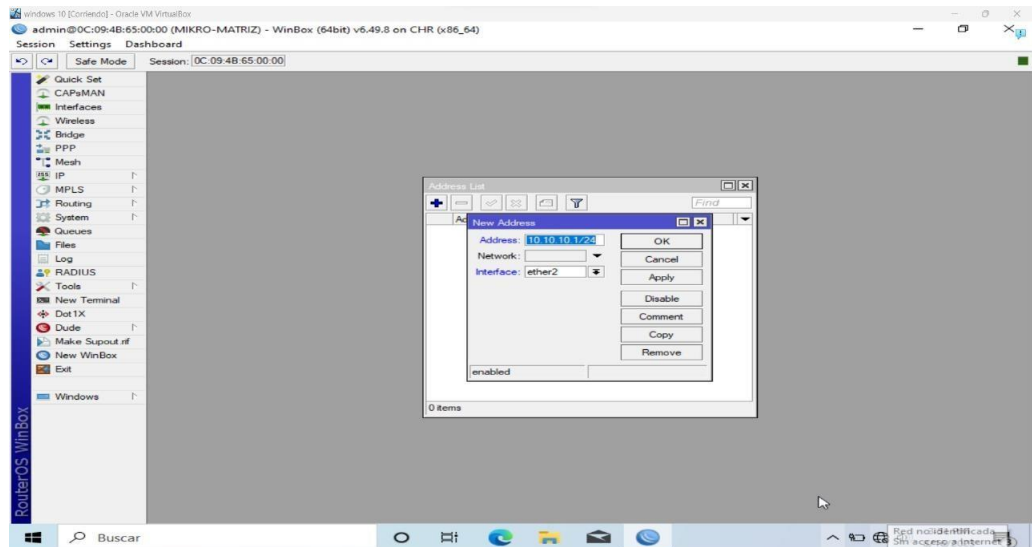 windows 10 [Corriendo] - Oracle VM VirtualBox
admin@0C:09:4B:65:00:00 (MIKRO-MATRIZ) - WinBox (64bit) v6.49.8 on CHR (x86_64)
Session Settings Dashboard
Safe Mode Session: 0C:09:4B:65:00:00
Quick Set
CAPsMAN
Interfaces
Wireless
Bridge
PPP
Mesh
IP
MPLS
Routing
System
Queues
Files
Log
RADIUS
Tools
New Terminal
Dot1X
Dude
Make Supout.rif
New WinBox
Exit
Windows
RouterOS WinBox
Address List
Find
New Address
Address: 10.10.10.1/24
Network:
Interface: ether2
OK
Cancel
Apply
Disable
Comment
Copy
Remove
enabled
0 items
Buscar
Red no identificada
Sin acceso a Internet